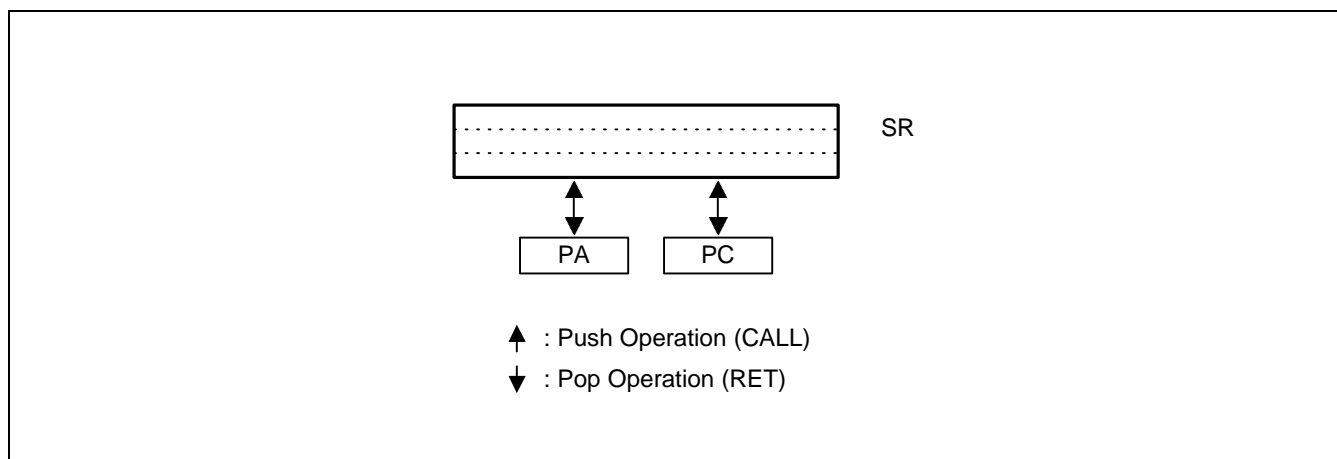 SR
PA PC
: Push Operation (CALL)
: Pop Operation (RET)